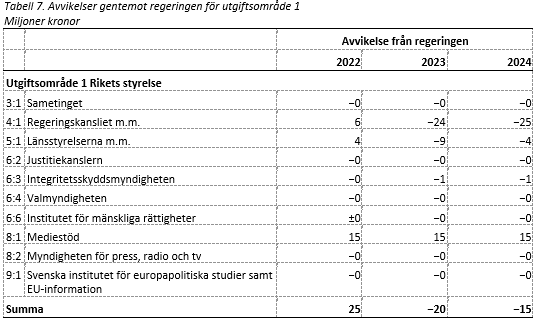 Tabell 7. Avvikelser gentemot regeringen för utgiftsområde 1
Miljoner kronor
Avvikelse från regeringen
2022 2023 2024
Utgiftsområde 1 Rikets styrelse
3:1 Sametinget −0 −0 −0
4:1 Regeringskansliet m.m. 6 −24 −25
5:1 Länsstyrelserna m.m. 4 −9 −4
6:2 Justitiekanslern −0 −0 −0
6:3 Integritetsskyddsmyndigheten −0 −1 −1
6:4 Valmyndigheten −0 −0 −0
6:6 Institutet för mänskliga rättigheter ±0 −0 −0
8:1 Mediestöd 15 15 15
8:2 Myndigheten för press, radio och tv −0 −0 −0
9:1 Svenska institutet för europapolitiska studier samt −0 −0 −0
EU-information
Summa 25 −20 −15